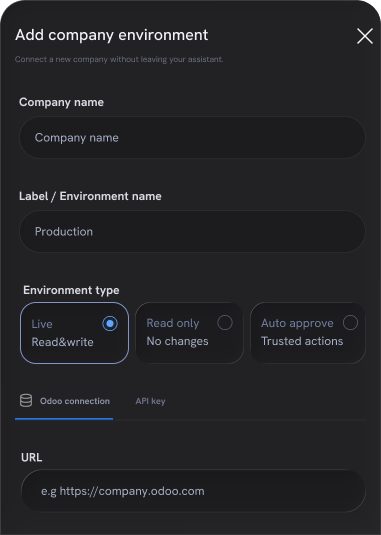 Add company environment
Connect a new company without leaving your assistant.
Company name
Company name
Label / Environment name
Production
Environment type
Live
Read&write
Read only
No changes
Auto approve
Trusted actions
Odoo connection
API key
URL
e.g https://company.odoo.com